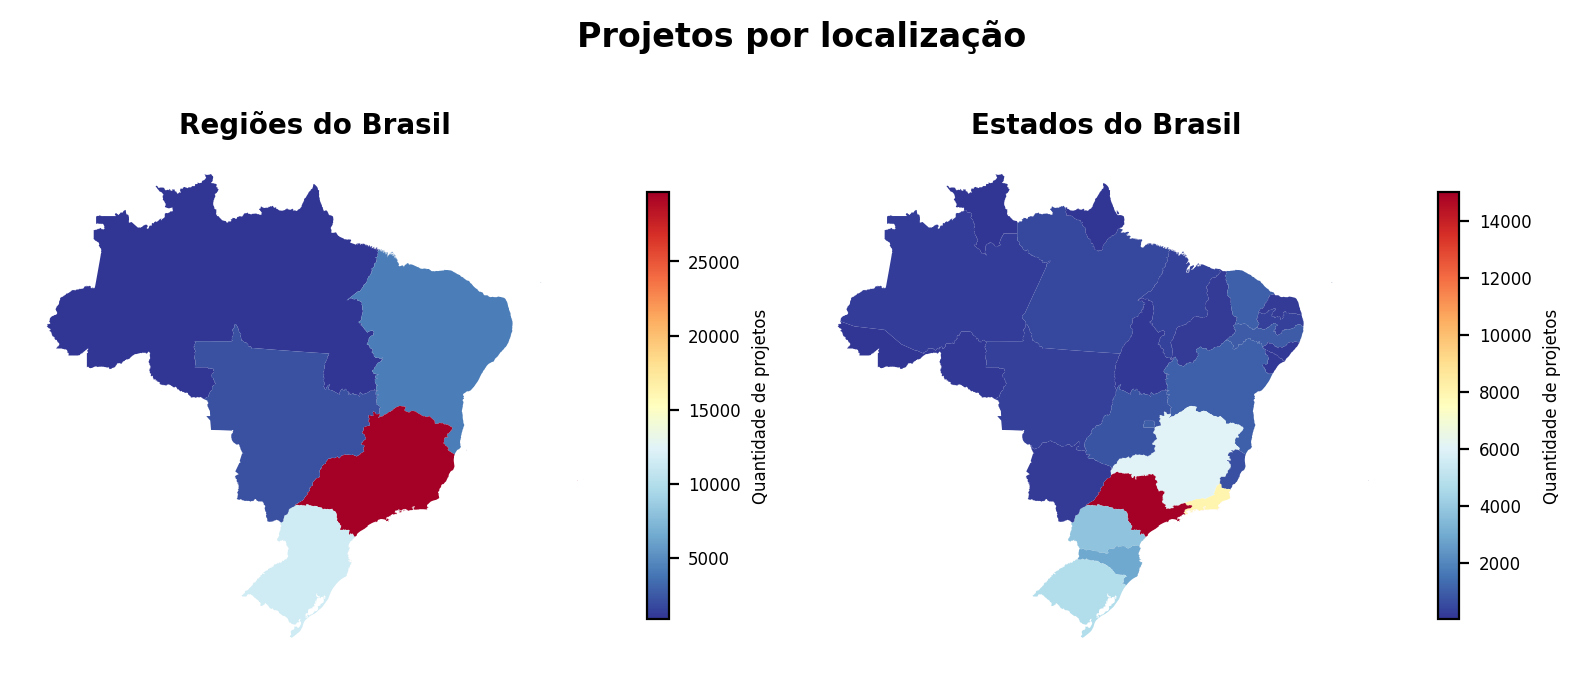 Projetos por localização
Regiões do Brasil
25000
20000
15000
10000
5000
Quantidade de projetos
Estados do Brasil
14000
12000
10000
8000
6000
4000
2000
Quantidade de projetos